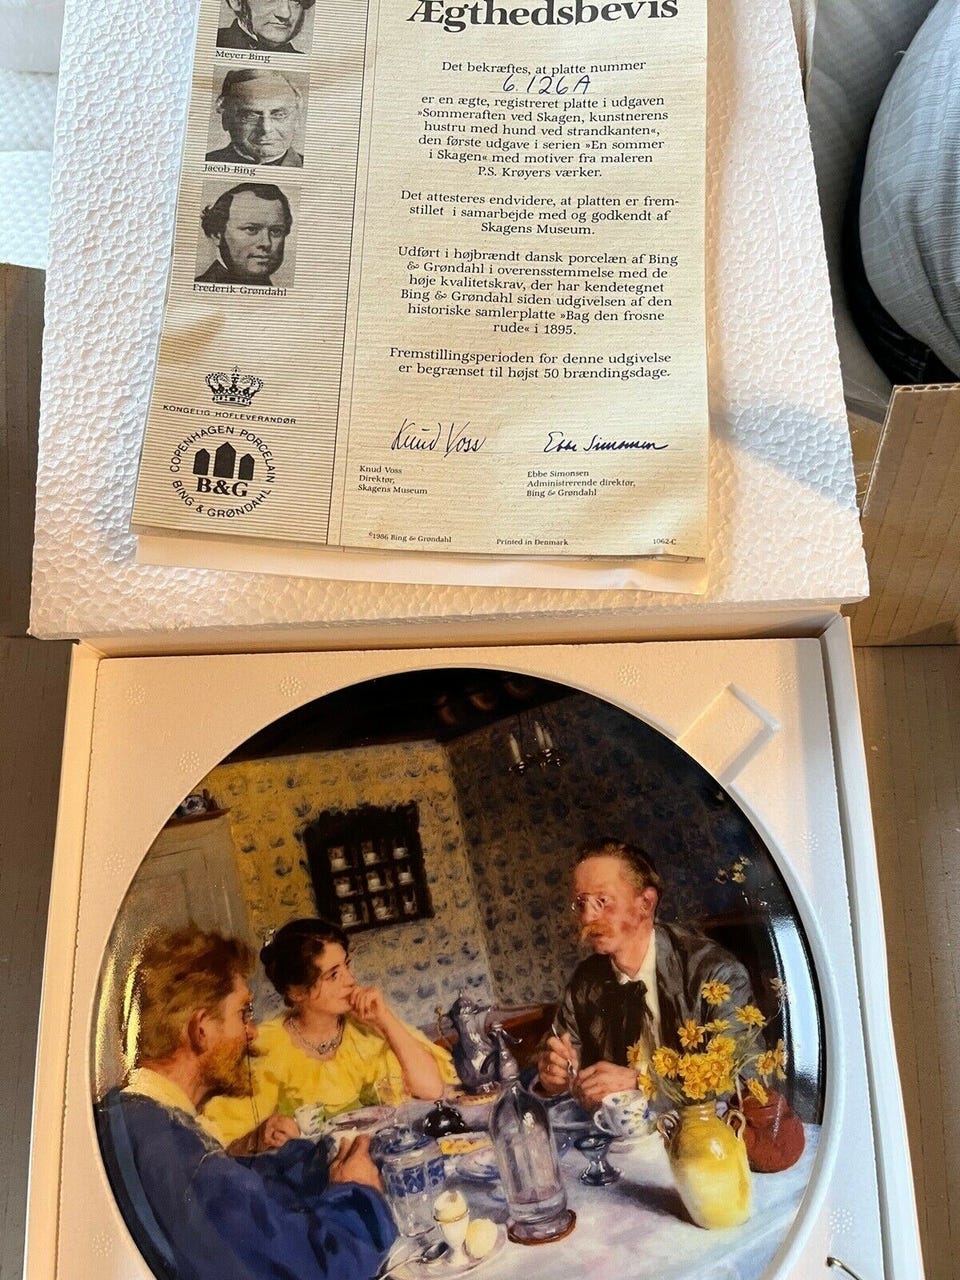 Ægthedsbevis
Meyer Bing
Jacob Bing
Frederik Grøndahl
KONGELIG HOFLEVERANDØR
COPENHAGEN PORCELAIN
B&G
BING & GRØNDAHL
Det bekræftes, at platte nummer
6.126A
er en ægte, registreret platte i udgaven
»Sommeraften ved Skagen, kunstnerens
hustru med hund ved strandkanten«,
den første udgave i serien »En sommer
i Skagen« med motiver fra maleren
P.S. Krøyers værker.
Det attesteres endvidere, at platten er frem-
stillet i samarbejde med og godkendt af
Skagens Museum.
Udført i højbrændt dansk porcelæn af Bing
& Grøndahl i overensstemmelse med de
høje kvalitetskrav, der har kendetegnet
Bing & Grøndahl siden udgivelsen af den
historiske samlerplatte »Bag den frosne
rude« i 1895.
Fremstillingsperioden for denne udgivelse
er begrænset til højst 50 brændingsdage.
Knud Voss
Ebbe Simonsen
Knud Voss
Direktør,
Skagens Museum
Ebbe Simonsen
Administrerende direktør,
Bing & Grøndahl
©1986 Bing & Grøndahl
Printed in Denmark
1062-C